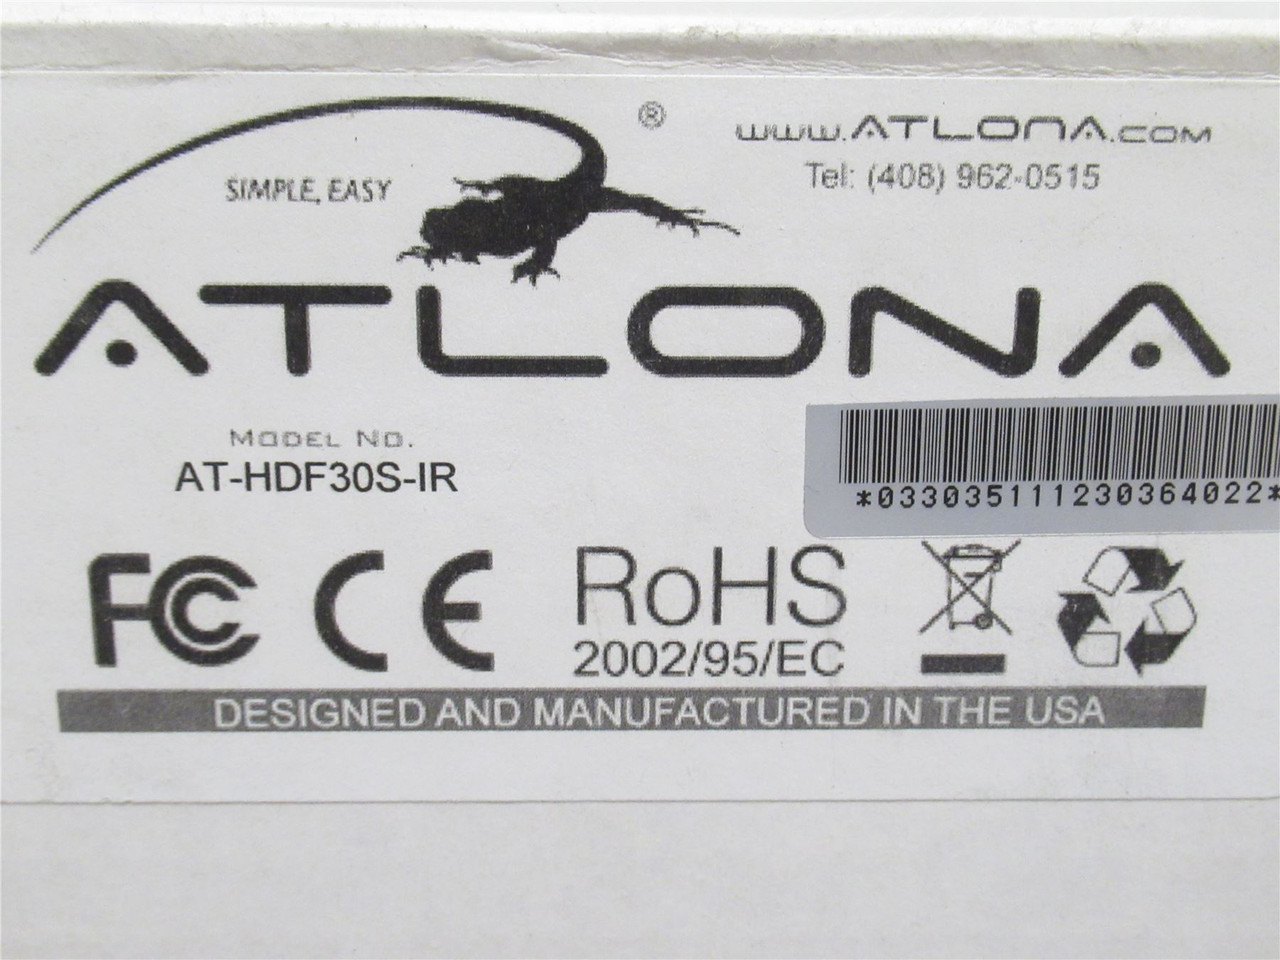 ®
www.ATLONA.com
SIMPLE, EASY
Tel: (408) 962-0515
ATLONA
MODEL NO.
AT-HDF30S-IR
*033035111230364022*
FC CE RoHS
2002/95/EC
DESIGNED AND MANUFACTURED IN THE USA